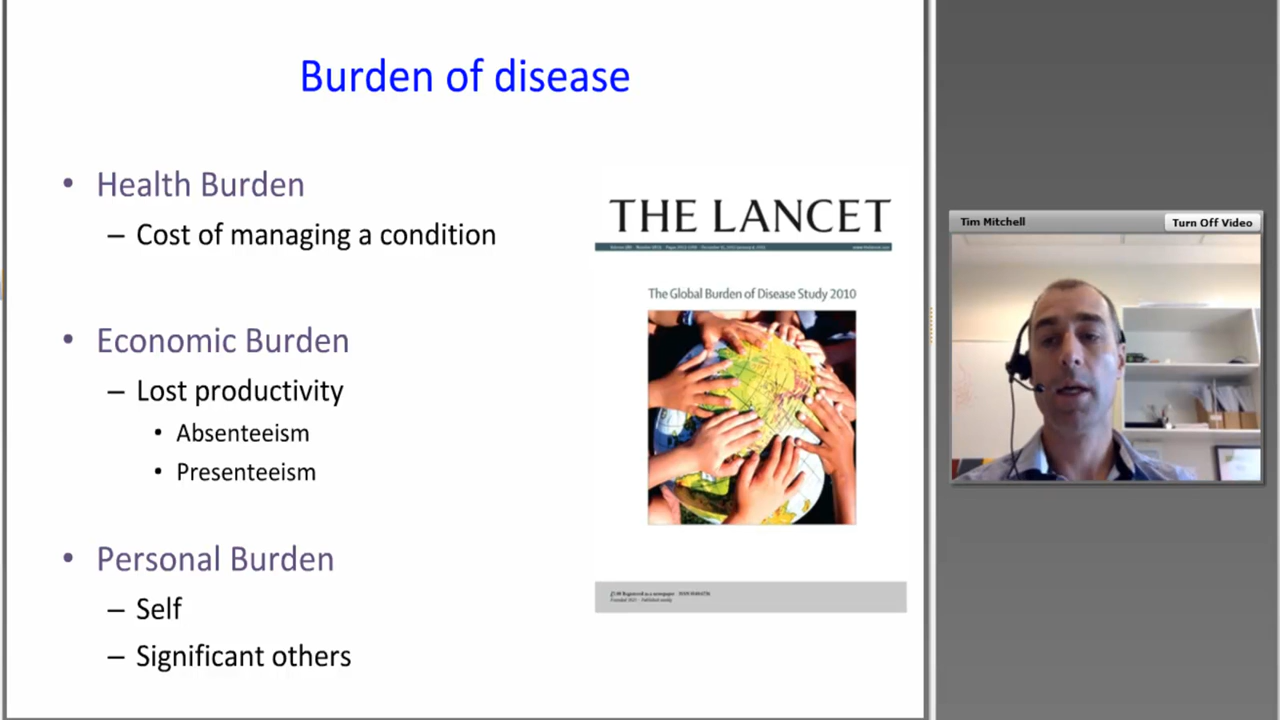 Burden of disease
• Health Burden
– Cost of managing a condition
• Economic Burden
– Lost productivity
• Absenteeism
• Presenteeism
• Personal Burden
– Self
– Significant others
THE LANCET
The Global Burden of Disease Study 2010
Tim Mitchell
Turn Off Video